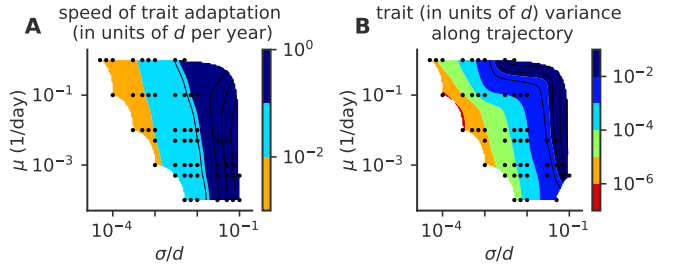 A
speed of trait adaptation
(in units of d per year)
μ (1/day)
10⁻¹
10⁻³
10⁻⁴
10⁻¹
σ/d
10⁰
10⁻²
B
trait (in units of d) variance
along trajectory
μ (1/day)
10⁻¹
10⁻³
10⁻⁴
10⁻¹
σ/d
10⁻²
10⁻⁴
10⁻⁶